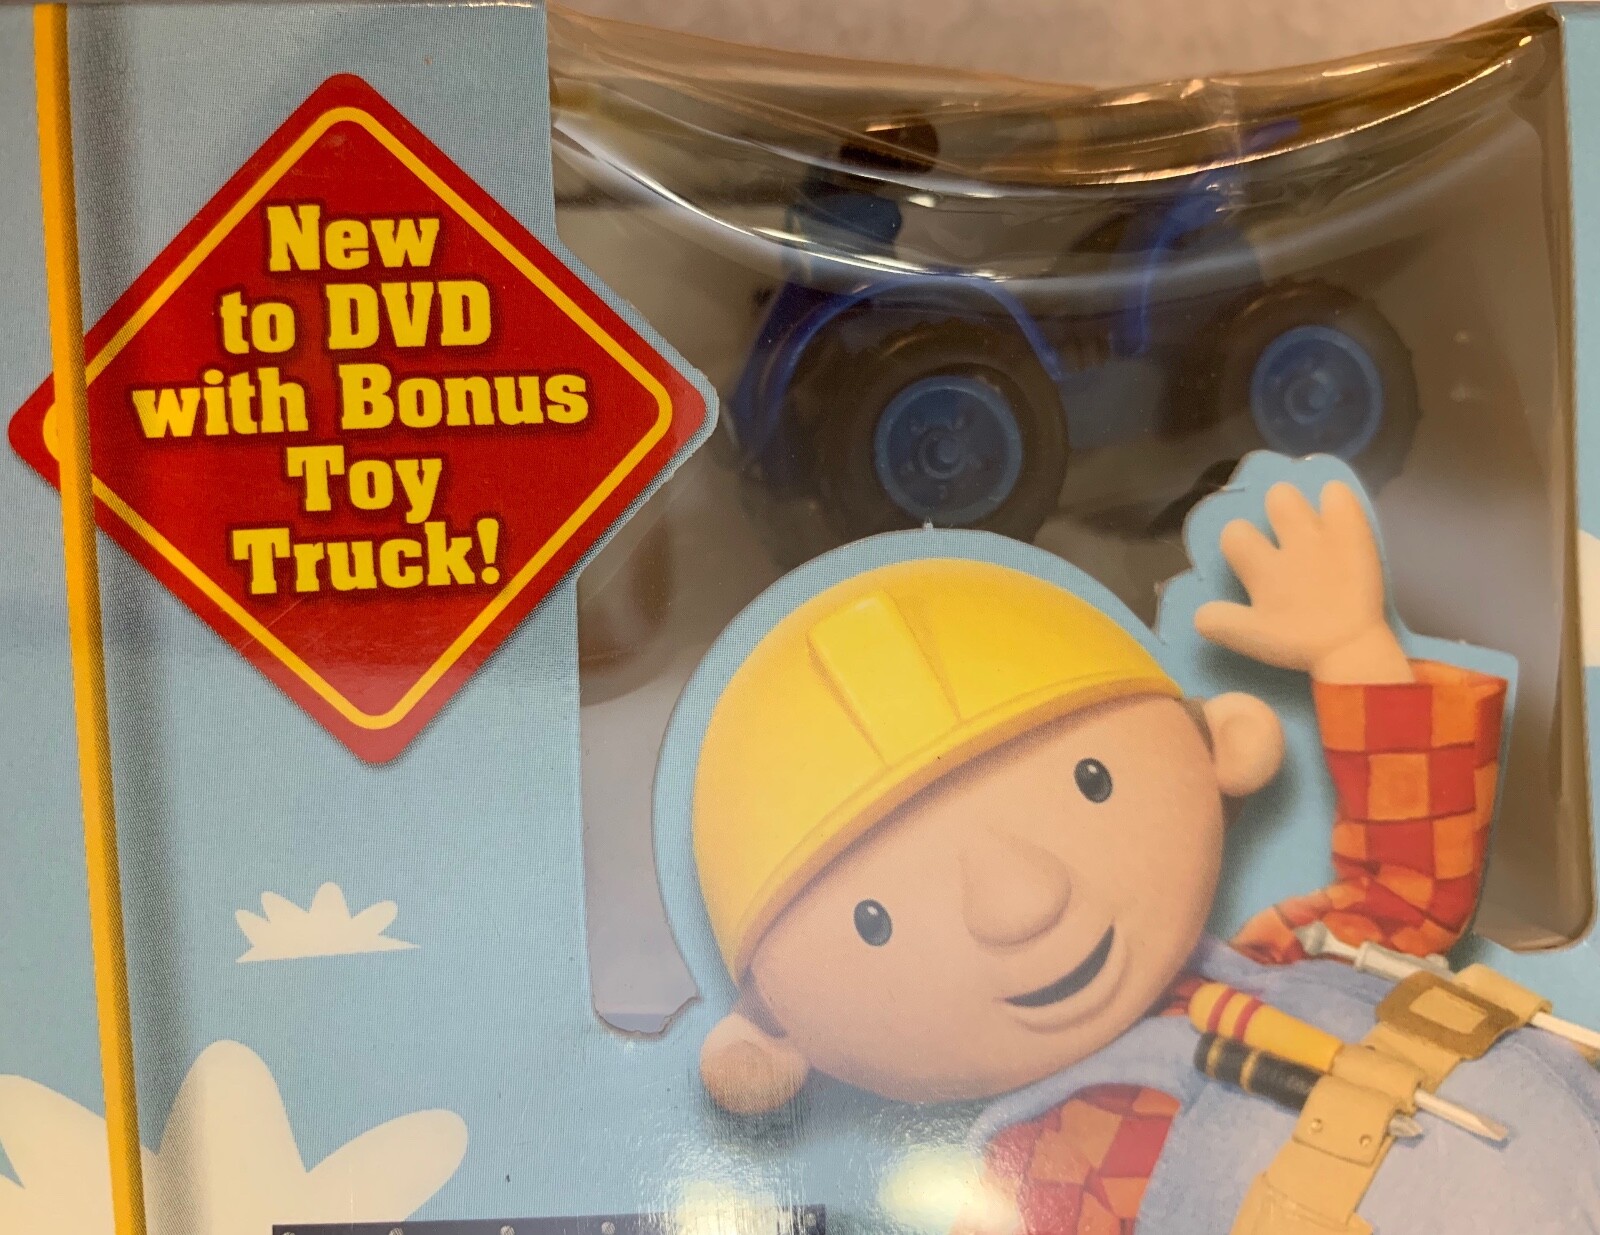 New
to DVD
with Bonus
Toy
Truck!